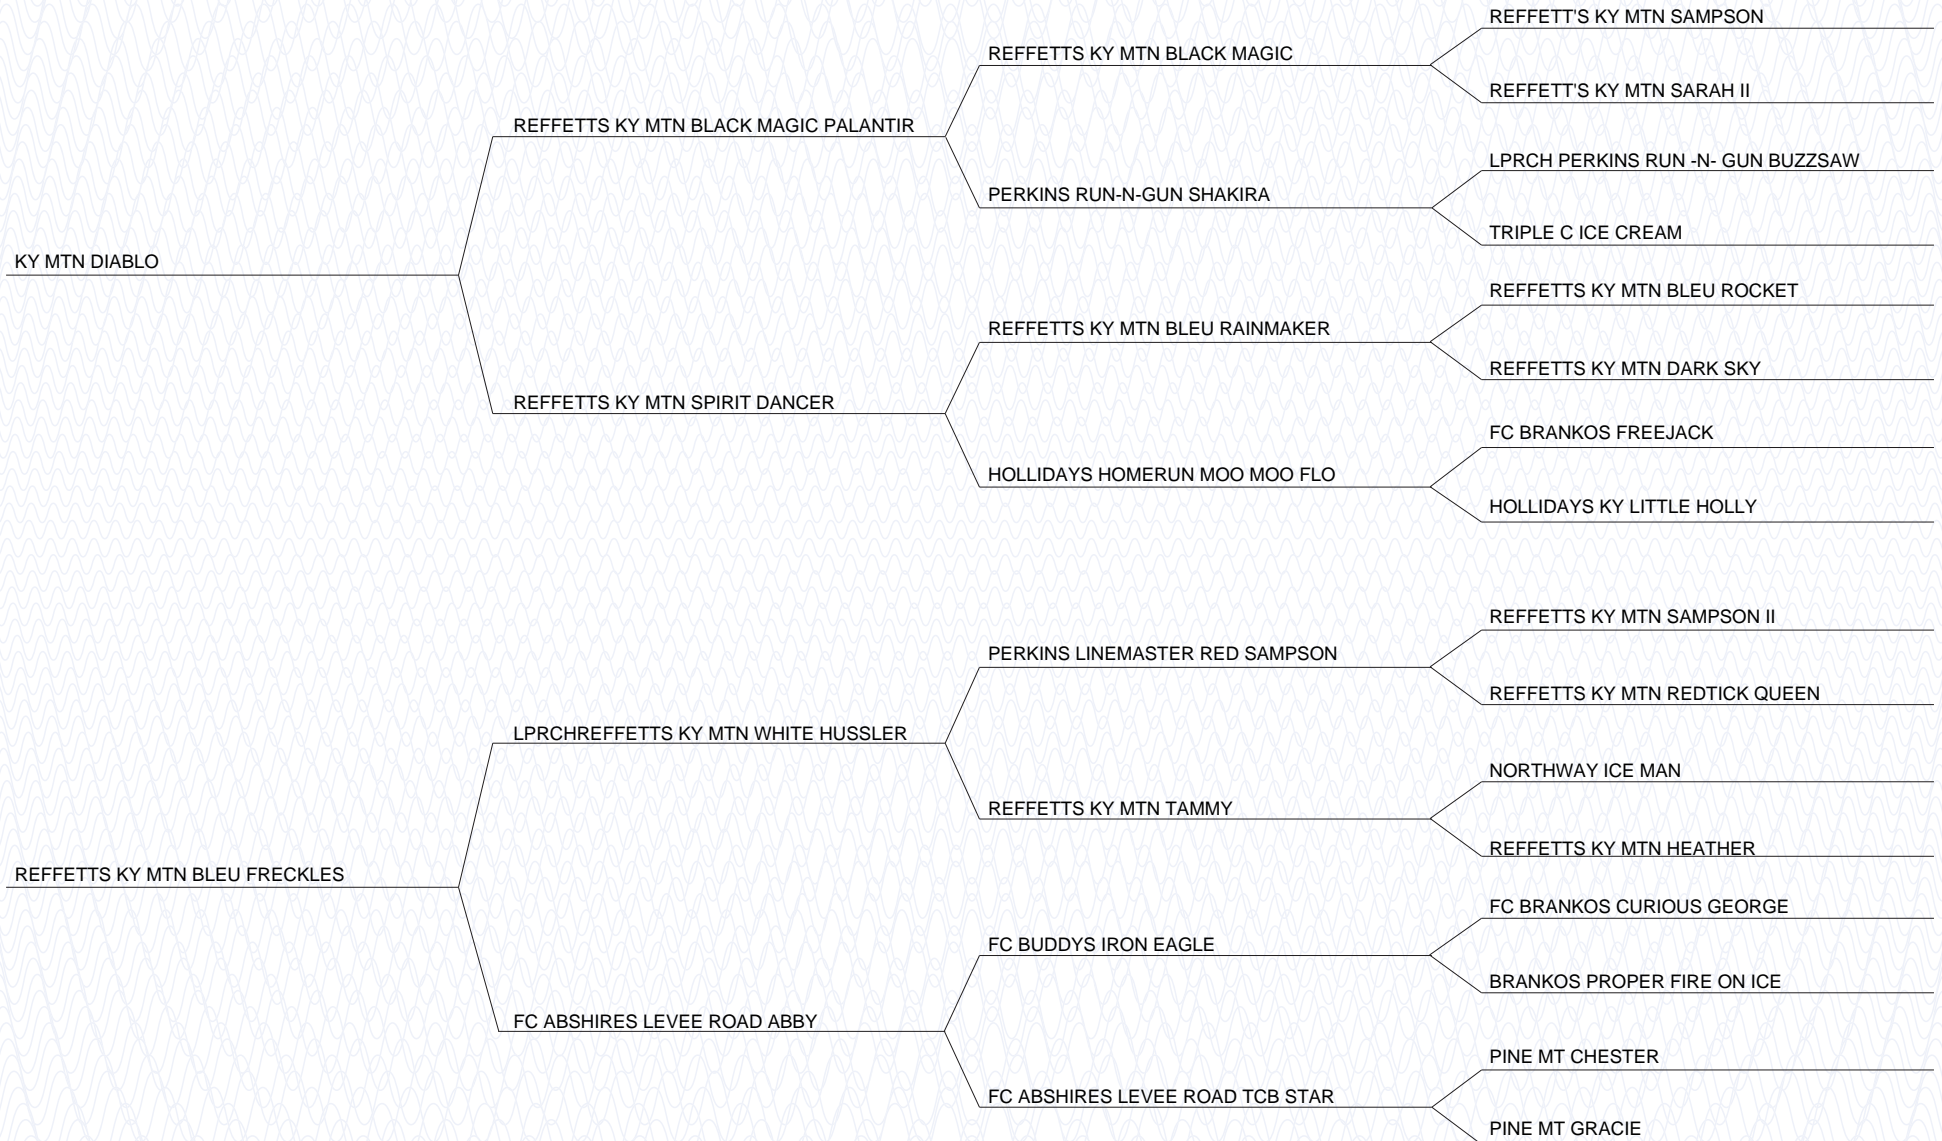 REFFETT'S KY MTN SAMPSON
REFFETTS KY MTN BLACK MAGIC
REFFETT'S KY MTN SARAH II
REFFETTS KY MTN BLACK MAGIC PALANTIR
LPRCH PERKINS RUN -N- GUN BUZZSAW
PERKINS RUN-N-GUN SHAKIRA
TRIPLE C ICE CREAM
KY MTN DIABLO
REFFETTS KY MTN BLEU ROCKET
REFFETTS KY MTN BLEU RAINMAKER
REFFETTS KY MTN DARK SKY
REFFETTS KY MTN SPIRIT DANCER
FC BRANKOS FREEJACK
HOLLIDAYS HOMERUN MOO MOO FLO
HOLLIDAYS KY LITTLE HOLLY
REFFETTS KY MTN SAMPSON II
PERKINS LINEMASTER RED SAMPSON
REFFETTS KY MTN REDTICK QUEEN
LPRCHREFFETTS KY MTN WHITE HUSSLER
NORTHWAY ICE MAN
REFFETTS KY MTN TAMMY
REFFETTS KY MTN HEATHER
REFFETTS KY MTN BLEU FRECKLES
FC BRANKOS CURIOUS GEORGE
FC BUDDYS IRON EAGLE
BRANKOS PROPER FIRE ON ICE
FC ABSHIRES LEVEE ROAD ABBY
PINE MT CHESTER
FC ABSHIRES LEVEE ROAD TCB STAR
PINE MT GRACIE